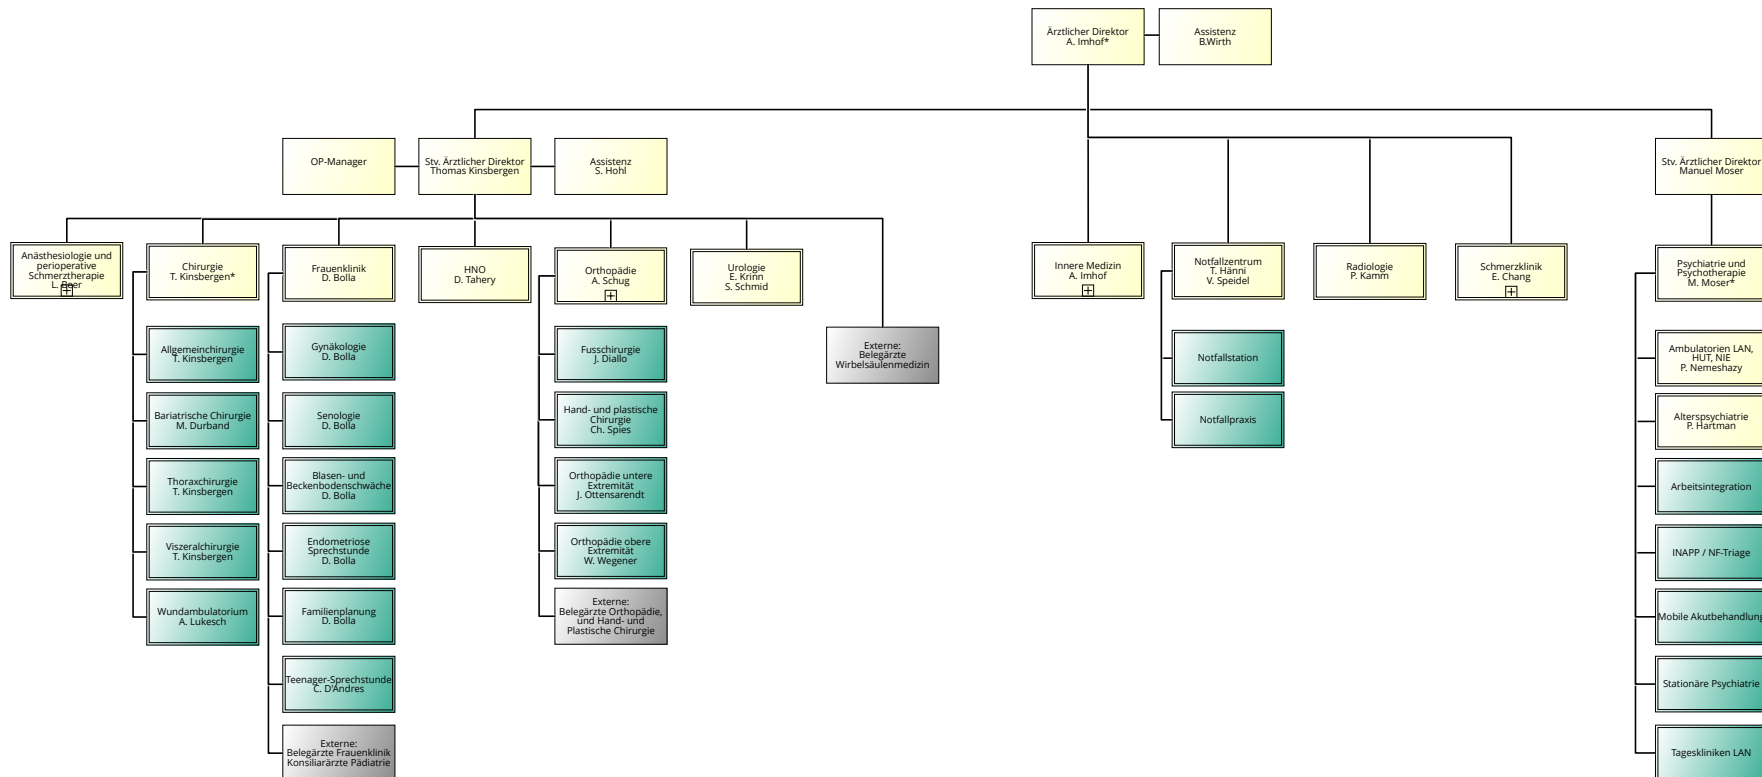 Ärztlicher Direktor
A. Imhof*
Assistenz
B.Wirth
OP-Manager
Stv. Ärztlicher Direktor
Thomas Kinsbergen
Assistenz
S. Hohl
Stv. Ärztlicher Direktor
Manuel Moser
Anästhesiologie und
perioperative
Schmerztherapie
L. Beer
Chirurgie
T. Kinsbergen*
Frauenklinik
D. Bolla
HNO
D. Tahery
Orthopädie
A. Schug
Urologie
E. Krinn
S. Schmid
Externe:
Belegärzte
Wirbelsäulenmedizin
Innere Medizin
A. Imhof
Notfallzentrum
T. Hänni
V. Speidel
Radiologie
P. Kamm
Schmerzklinik
E. Chang
Psychiatrie und
Psychotherapie
M. Moser*
Allgemeinchirurgie
T. Kinsbergen
Bariatrische Chirurgie
M. Durband
Thoraxchirurgie
T. Kinsbergen
Viszeralchirurgie
T. Kinsbergen
Wundambulatorium
A. Lukesch
Gynäkologie
D. Bolla
Senologie
D. Bolla
Blasen- und
Beckenbodenschwäche
D. Bolla
Endometriose
Sprechstunde
D. Bolla
Familienplanung
D. Bolla
Teenager-Sprechstunde
C. D'Andres
Externe:
Belegärzte Frauenklinik
Konsiliarärzte Pädiatrie
Fusschirurgie
J. Diallo
Hand- und plastische
Chirurgie
Ch. Spies
Orthopädie untere
Extremität
J. Ottensarendt
Orthopädie obere
Extremität
W. Wegener
Externe:
Belegärzte Orthopädie,
und Hand- und
Plastische Chirurgie
Notfallstation
Notfallpraxis
Ambulatorien LAN,
HUT, NIE
P. Nemeshazy
Alterspsychiatrie
P. Hartman
Arbeitsintegration
INAPP / NF-Triage
Mobile Akutbehandlung
Stationäre Psychiatrie
Tageskliniken LAN